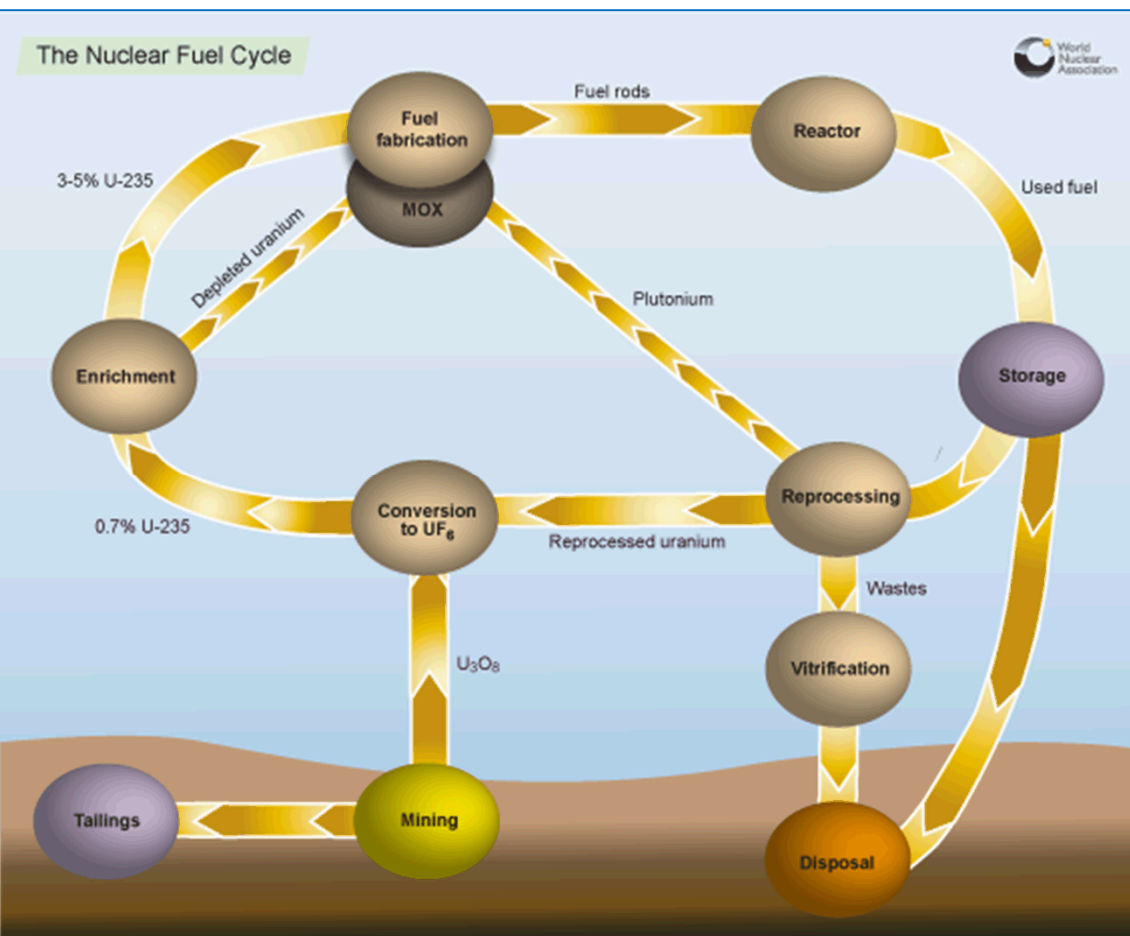 The Nuclear Fuel Cycle
World
Nuclear
Association
Fuel rods
Fuel
fabrication
Reactor
3-5% U-235
Used fuel
MOX
Depleted uranium
Plutonium
Enrichment
Storage
Reprocessing
Conversion
to UF₆
0.7% U-235
Reprocessed uranium
Wastes
U₃O₈
Vitrification
Tailings
Mining
Disposal